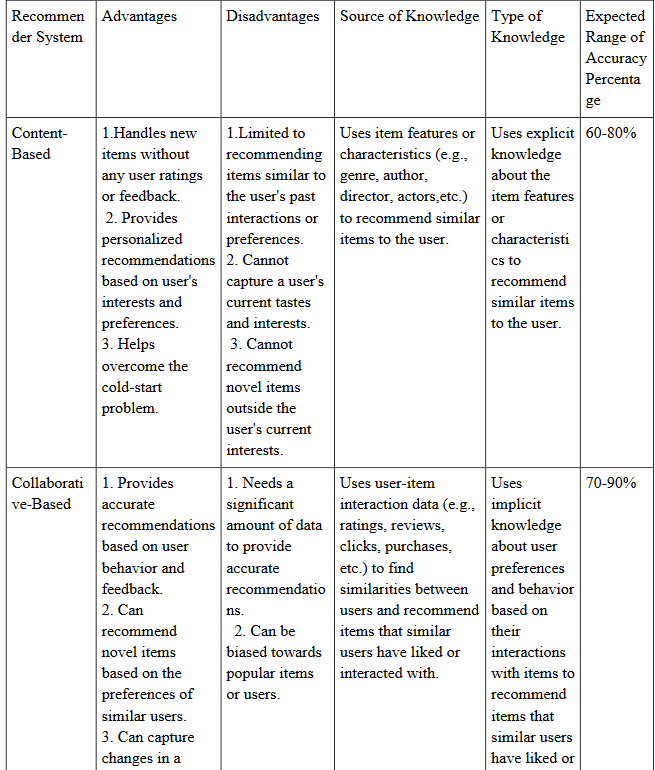 Recommen
der System
Advantages
Disadvantages
Source of Knowledge
Type of
Knowledge
Expected
Range of
Accuracy
Percenta
ge
Content-
Based
1.Handles new
items without
any user ratings
or feedback.
2. Provides
personalized
recommendations
based on user's
interests and
preferences.
3. Helps
overcome the
cold-start
problem.
1.Limited to
recommending
items similar to
the user's past
interactions or
preferences.
2. Cannot
capture a user's
current tastes
and interests.
3. Cannot
recommend
novel items
outside the
user's current
interests.
Uses item features or
characteristics (e.g.,
genre, author,
director, actors,etc.)
to recommend similar
items to the user.
Uses explicit
knowledge
about the
item features
or
characteristi
cs to
recommend
similar items
to the user.
60-80%
Collaborati
ve-Based
1. Provides
accurate
recommendations
based on user
behavior and
feedback.
2. Can
recommend
novel items
based on the
preferences of
similar users.
3. Can capture
changes in a
1. Needs a
significant
amount of data
to provide
accurate
recommendatio
ns.
2. Can be
biased towards
popular items
or users.
Uses user-item
interaction data (e.g.,
ratings, reviews,
clicks, purchases,
etc.) to find
similarities between
users and recommend
items that similar
users have liked or
interacted with.
Uses
implicit
knowledge
about user
preferences
and behavior
based on
their
interactions
with items to
recommend
items that
similar users
have liked or
70-90%